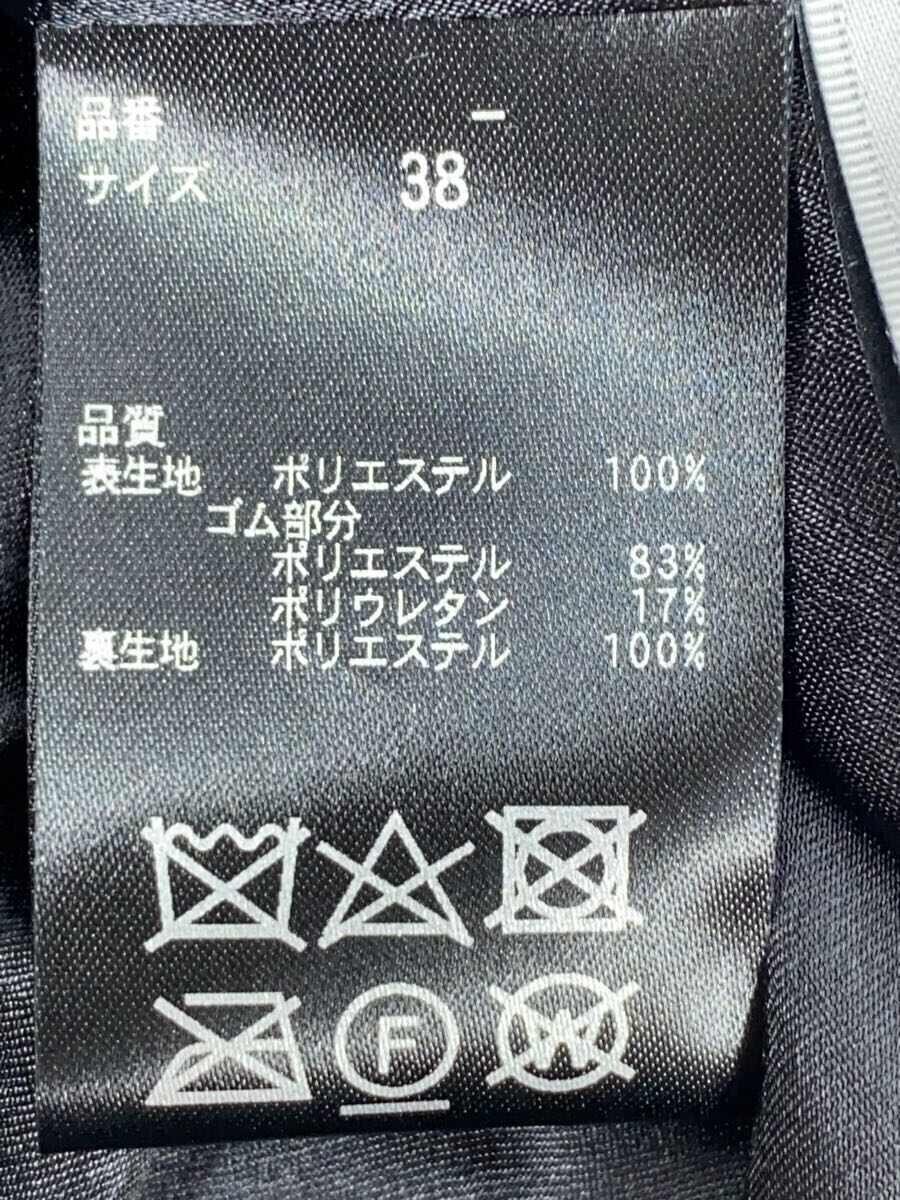 品番 -
サイズ 38
品質
表生地 ポリエステル 100%
ゴム部分
ポリエステル 83%
ポリウレタン 17%
裏生地 ポリエステル 100%
F
W